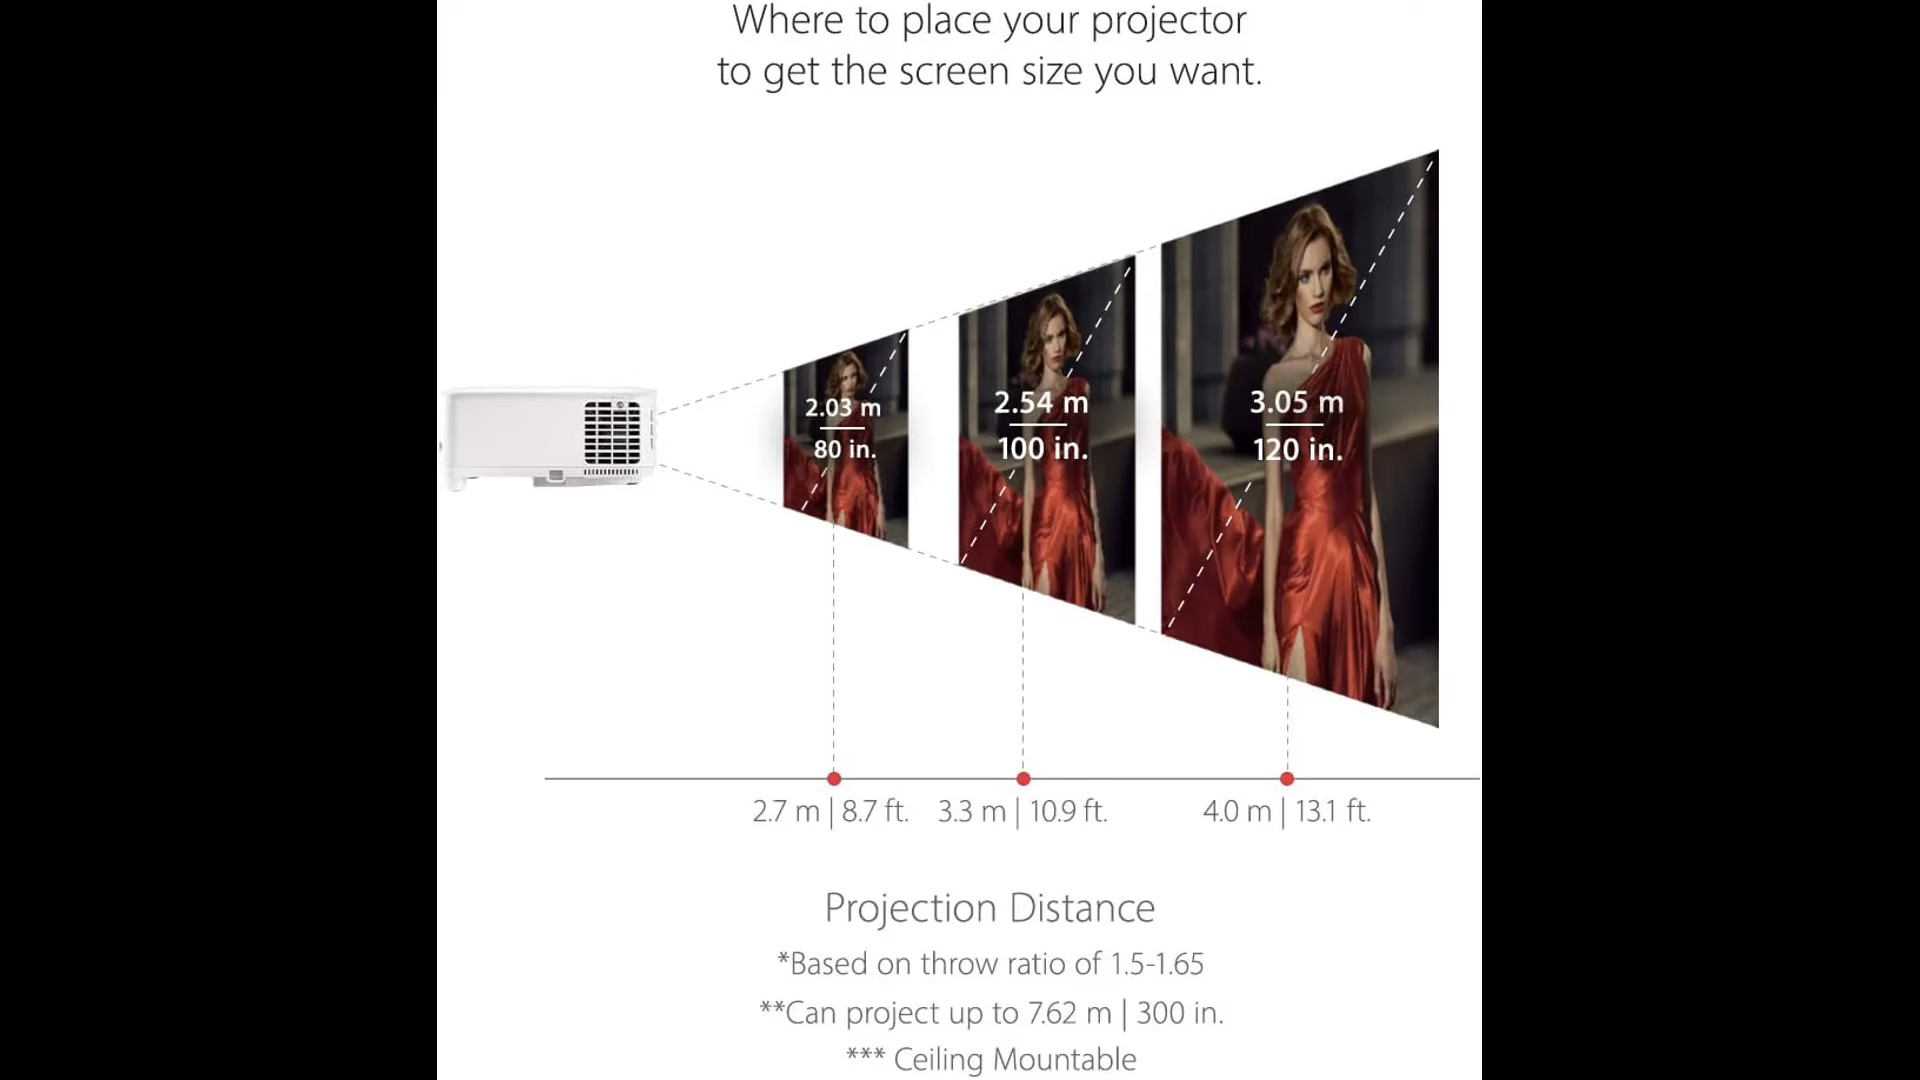 Where to place your projector
to get the screen size you want.
2.03 m
80 in.
2.54 m
100 in.
3.05 m
120 in.
2.7 m | 8.7 ft.
3.3 m | 10.9 ft.
4.0 m | 13.1 ft.
Projection Distance
*Based on throw ratio of 1.5-1.65
**Can project up to 7.62 m | 300 in.
*** Ceiling Mountable